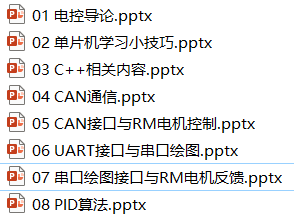 01 电控导论.pptx
02 单片机学习小技巧.pptx
03 C++相关内容.pptx
04 CAN通信.pptx
05 CAN接口与RM电机控制.pptx
06 UART接口与串口绘图.pptx
07 串口绘图接口与RM电机反馈.pptx
08 PID算法.pptx